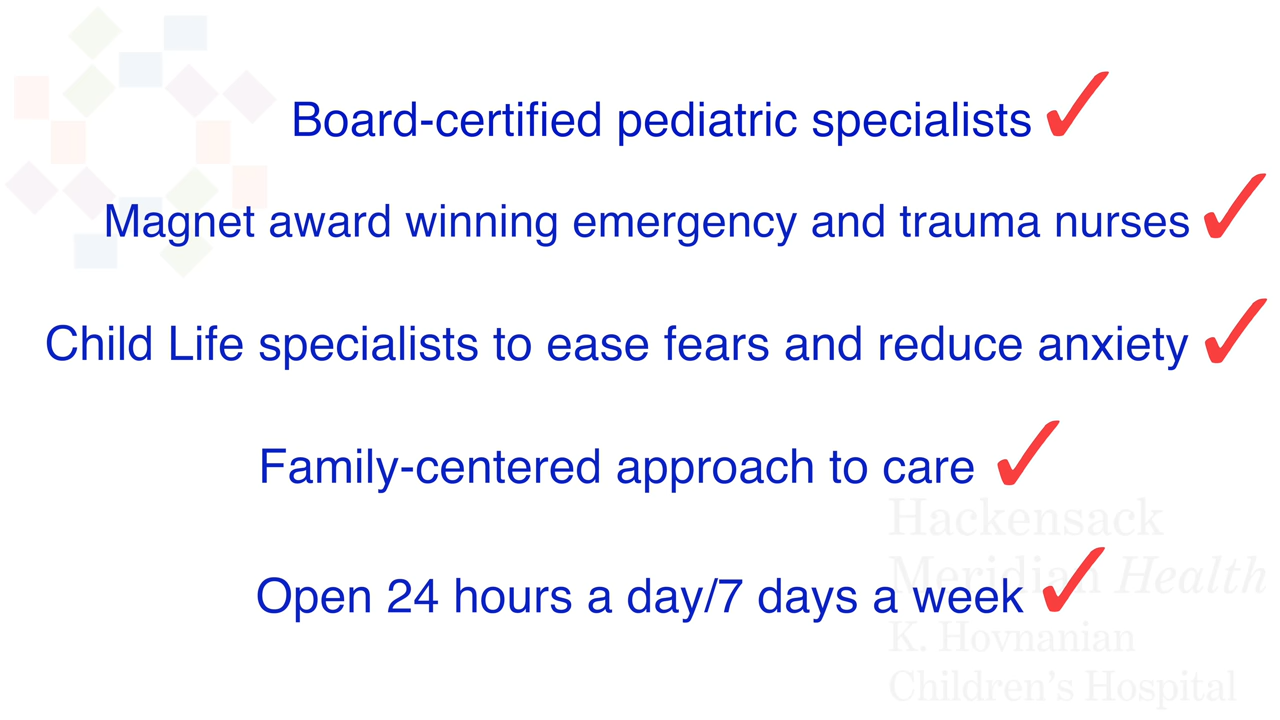 Board-certified pediatric specialists ✓
Magnet award winning emergency and trauma nurses ✓
Child Life specialists to ease fears and reduce anxiety ✓
Family-centered approach to care ✓
Hackensack
Meridian Health
Open 24 hours a day/7 days a week ✓
K. Hovnanian
Children's Hospital